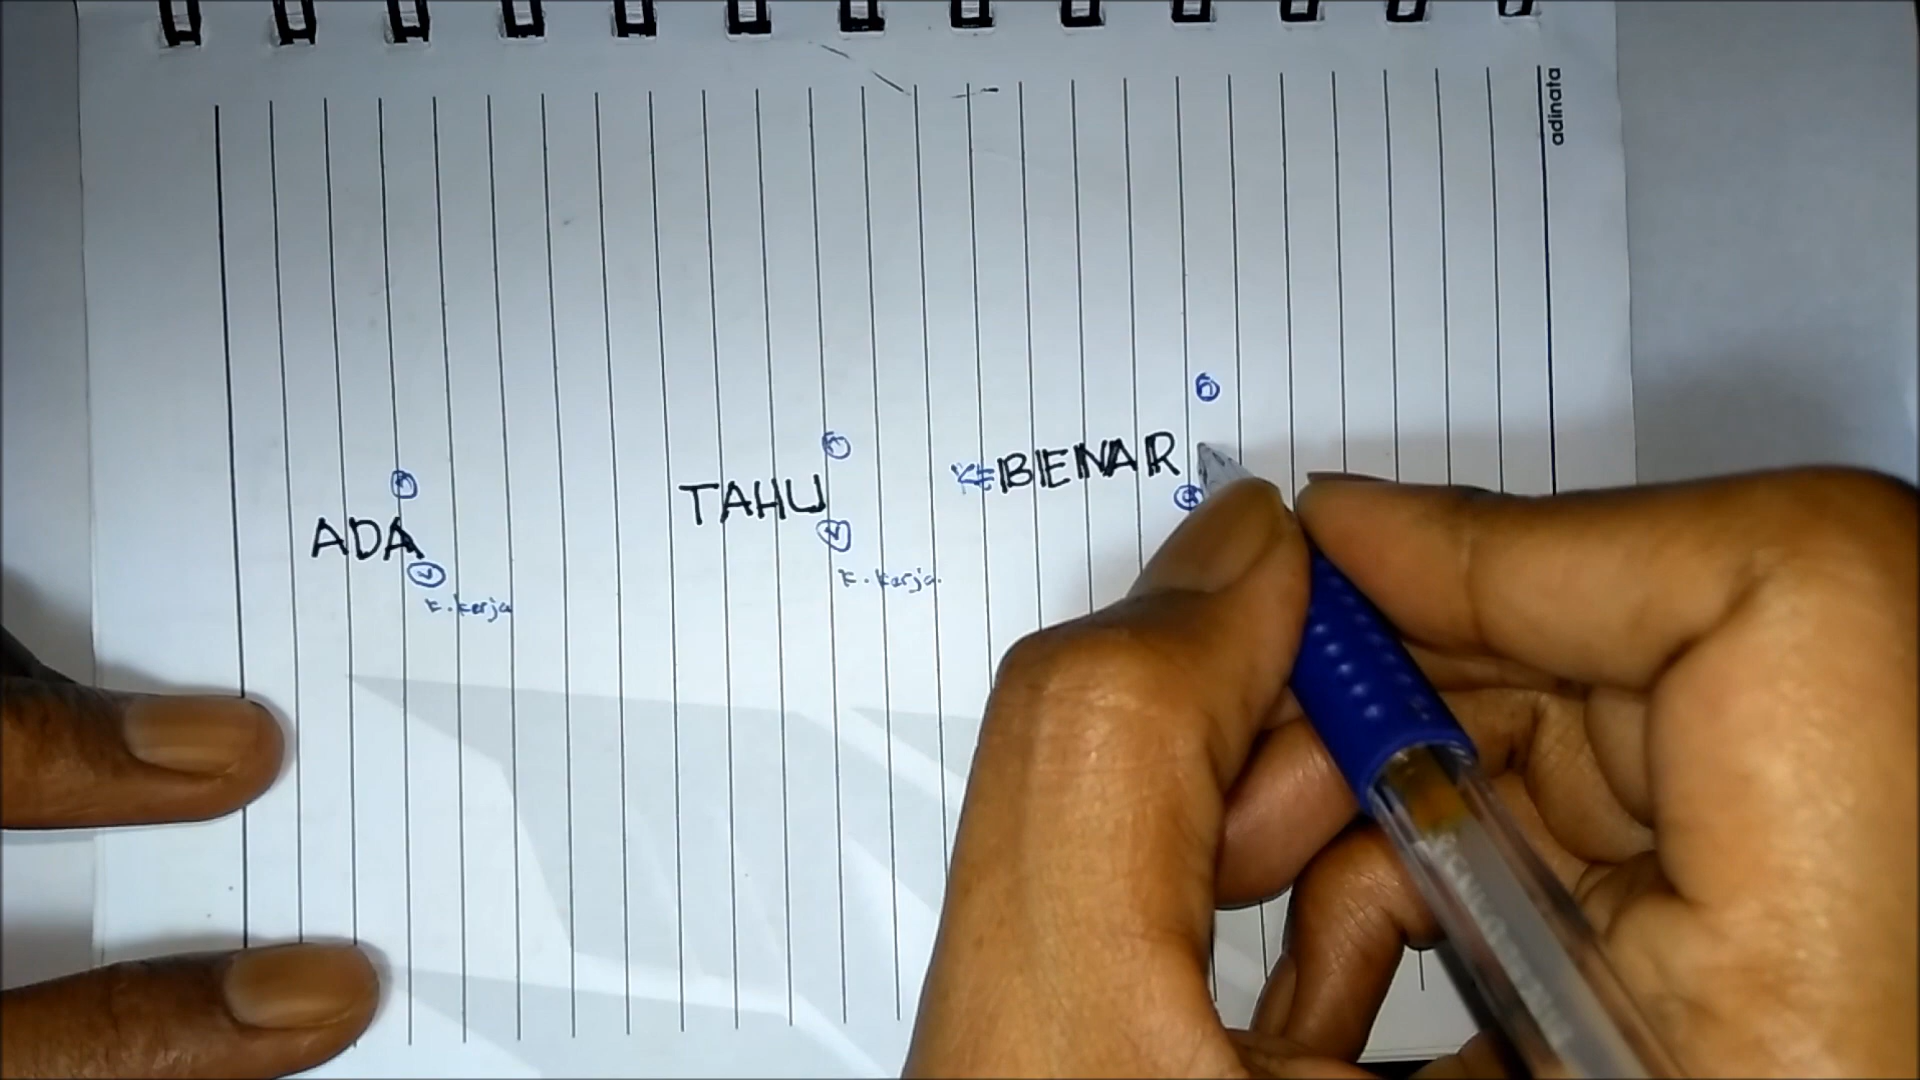 adinata
ADA
v
K. kerja
TAHU
v
K. kerja.
KEBENAR
n